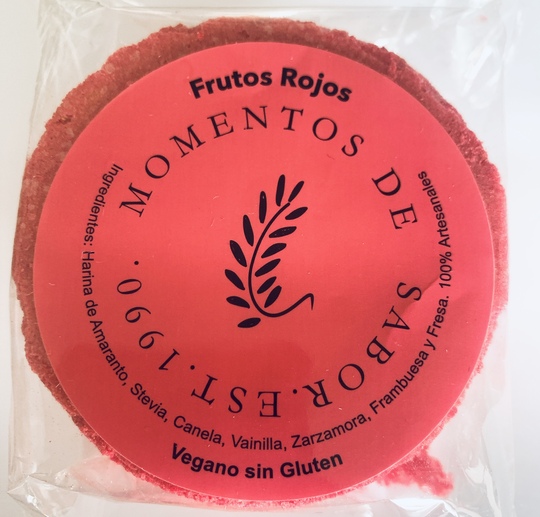 Frutos Rojos
MOMENTOS DE SABOR.EST.1990.
Ingredientes: Harina de Amaranto, Stevia, Canela, Vainilla, Zarzamora, Frambuesa y Fresa. 100% Artesanales
Vegano sin Gluten